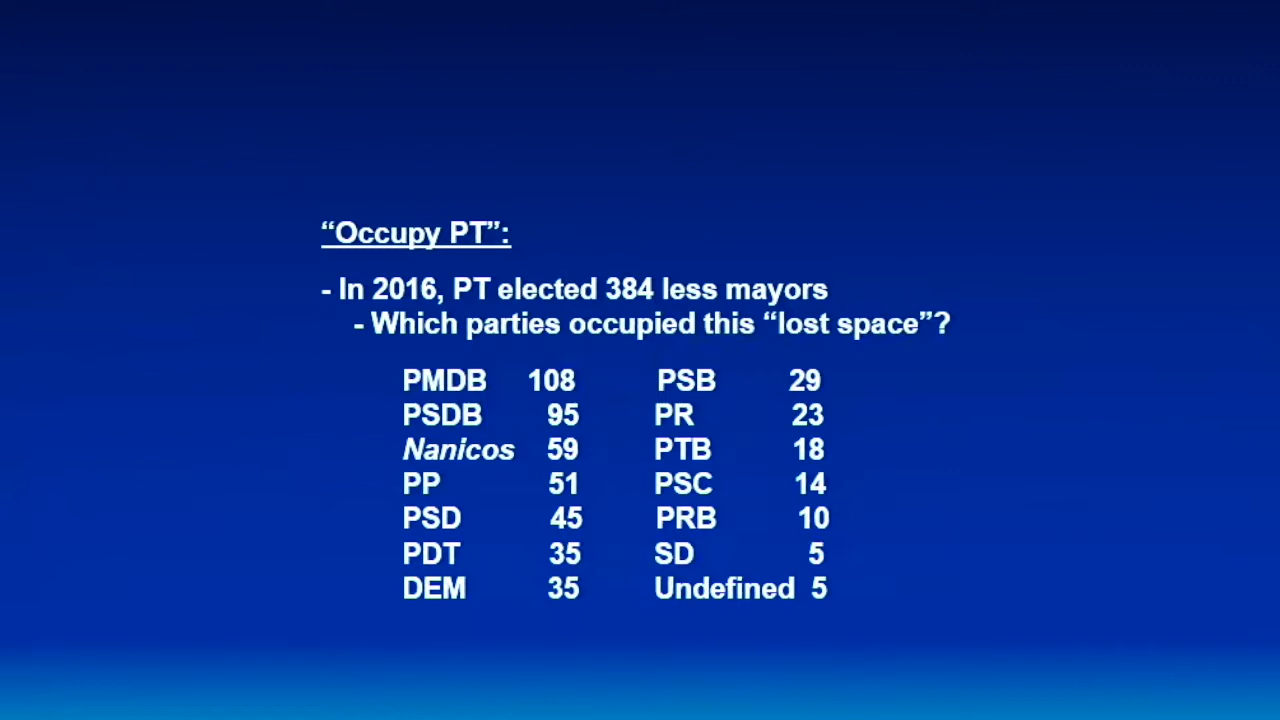 “Occupy PT”:
- In 2016, PT elected 384 less mayors
- Which parties occupied this “lost space”?
PMDB 108 PSB 29
PSDB 95 PR 23
Nanicos 59 PTB 18
PP 51 PSC 14
PSD 45 PRB 10
PDT 35 SD 5
DEM 35 Undefined 5